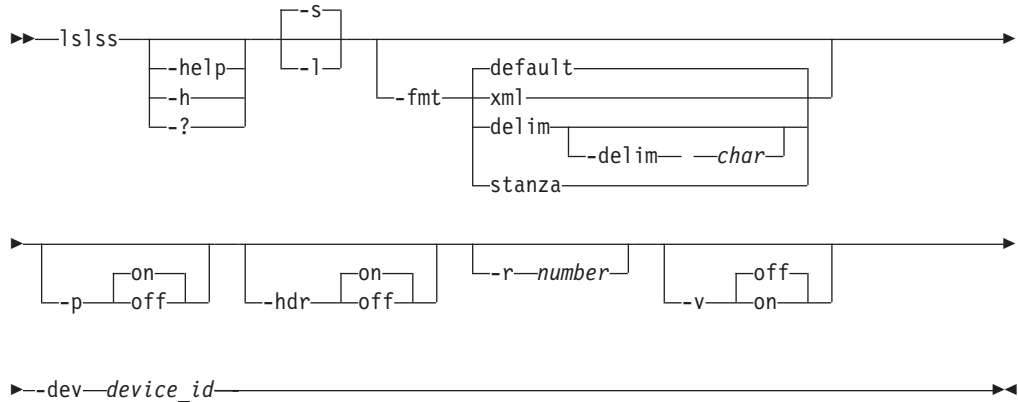 -s
lslss
-help
-l
-h
-?
default
-fmt xml
delim
-delim char
stanza
on on off
-p off -hdr off -r number -v on
-dev device_id